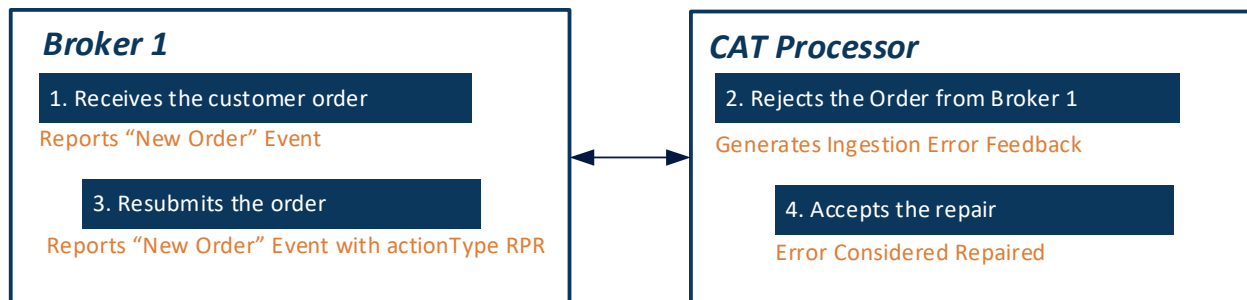 Broker 1
1. Receives the customer order
Reports “New Order” Event
3. Resubmits the order
Reports “New Order” Event with actionType RPR
CAT Processor
2. Rejects the Order from Broker 1
Generates Ingestion Error Feedback
4. Accepts the repair
Error Considered Repaired